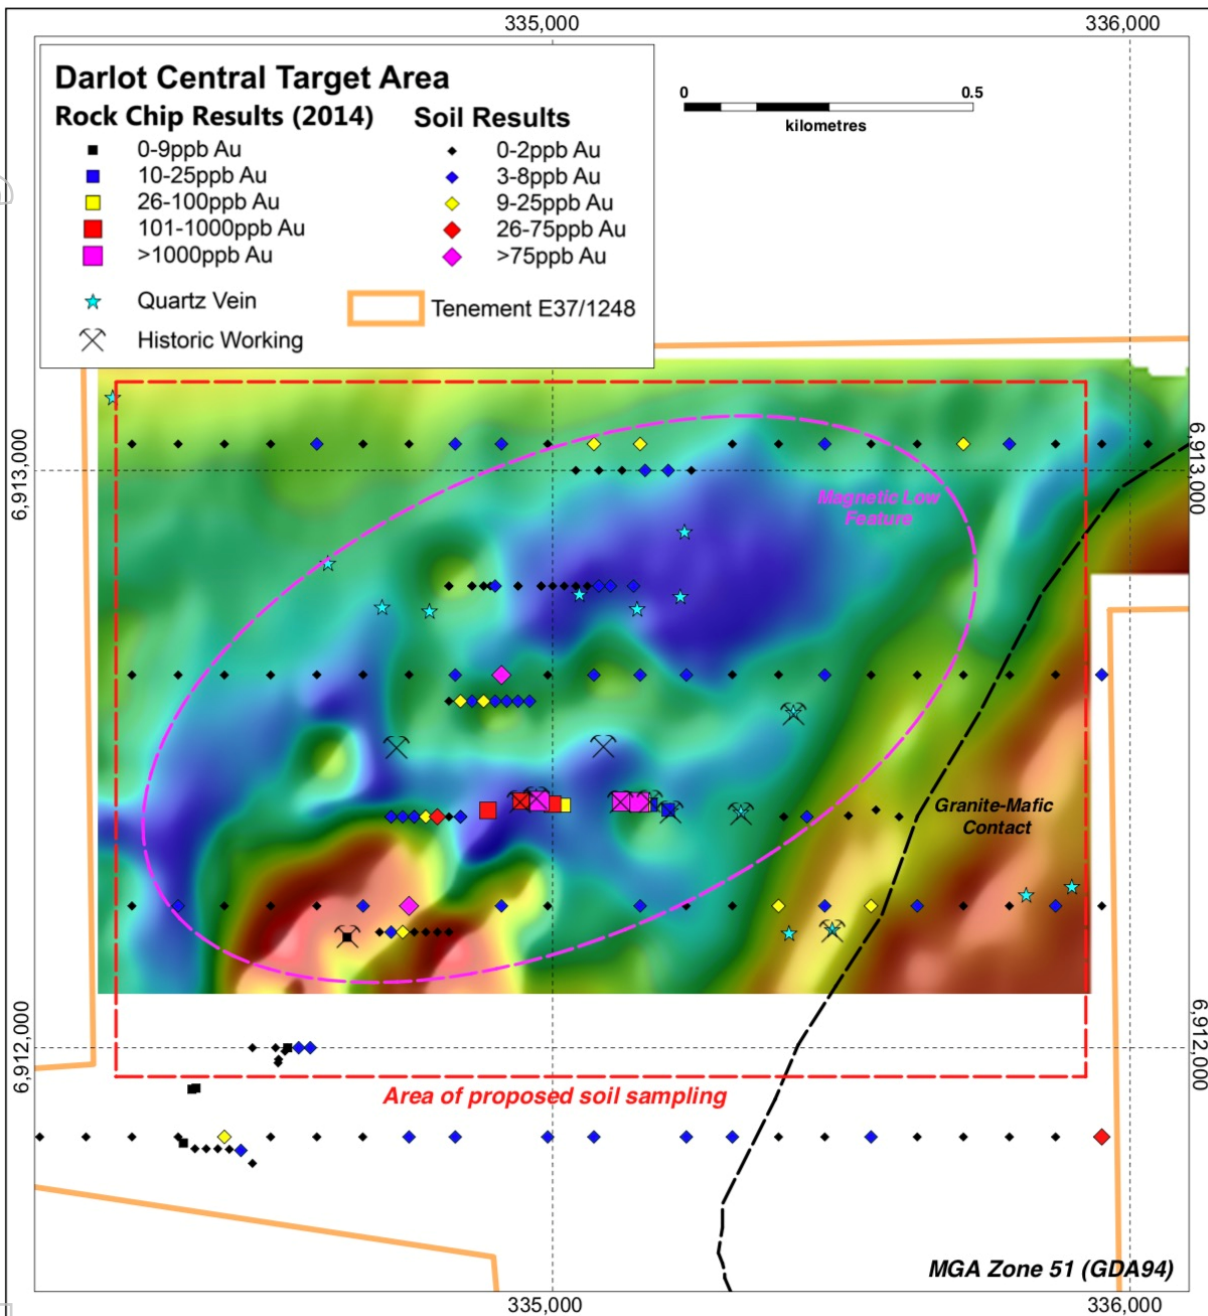 335,000
336,000
Darlot Central Target Area
Rock Chip Results (2014)
Soil Results
0-9ppb Au
10-25ppb Au
26-100ppb Au
101-1000ppb Au
>1000ppb Au
0-2ppb Au
3-8ppb Au
9-25ppb Au
26-75ppb Au
>75ppb Au
Quartz Vein
Historic Working
Tenement E37/1248
0
0.5
kilometres
6,913,000
6,913,000
Magnetic Low
Feature
Granite-Mafic
Contact
6,912,000
6,912,000
Area of proposed soil sampling
MGA Zone 51 (GDA94)
335,000
336,000